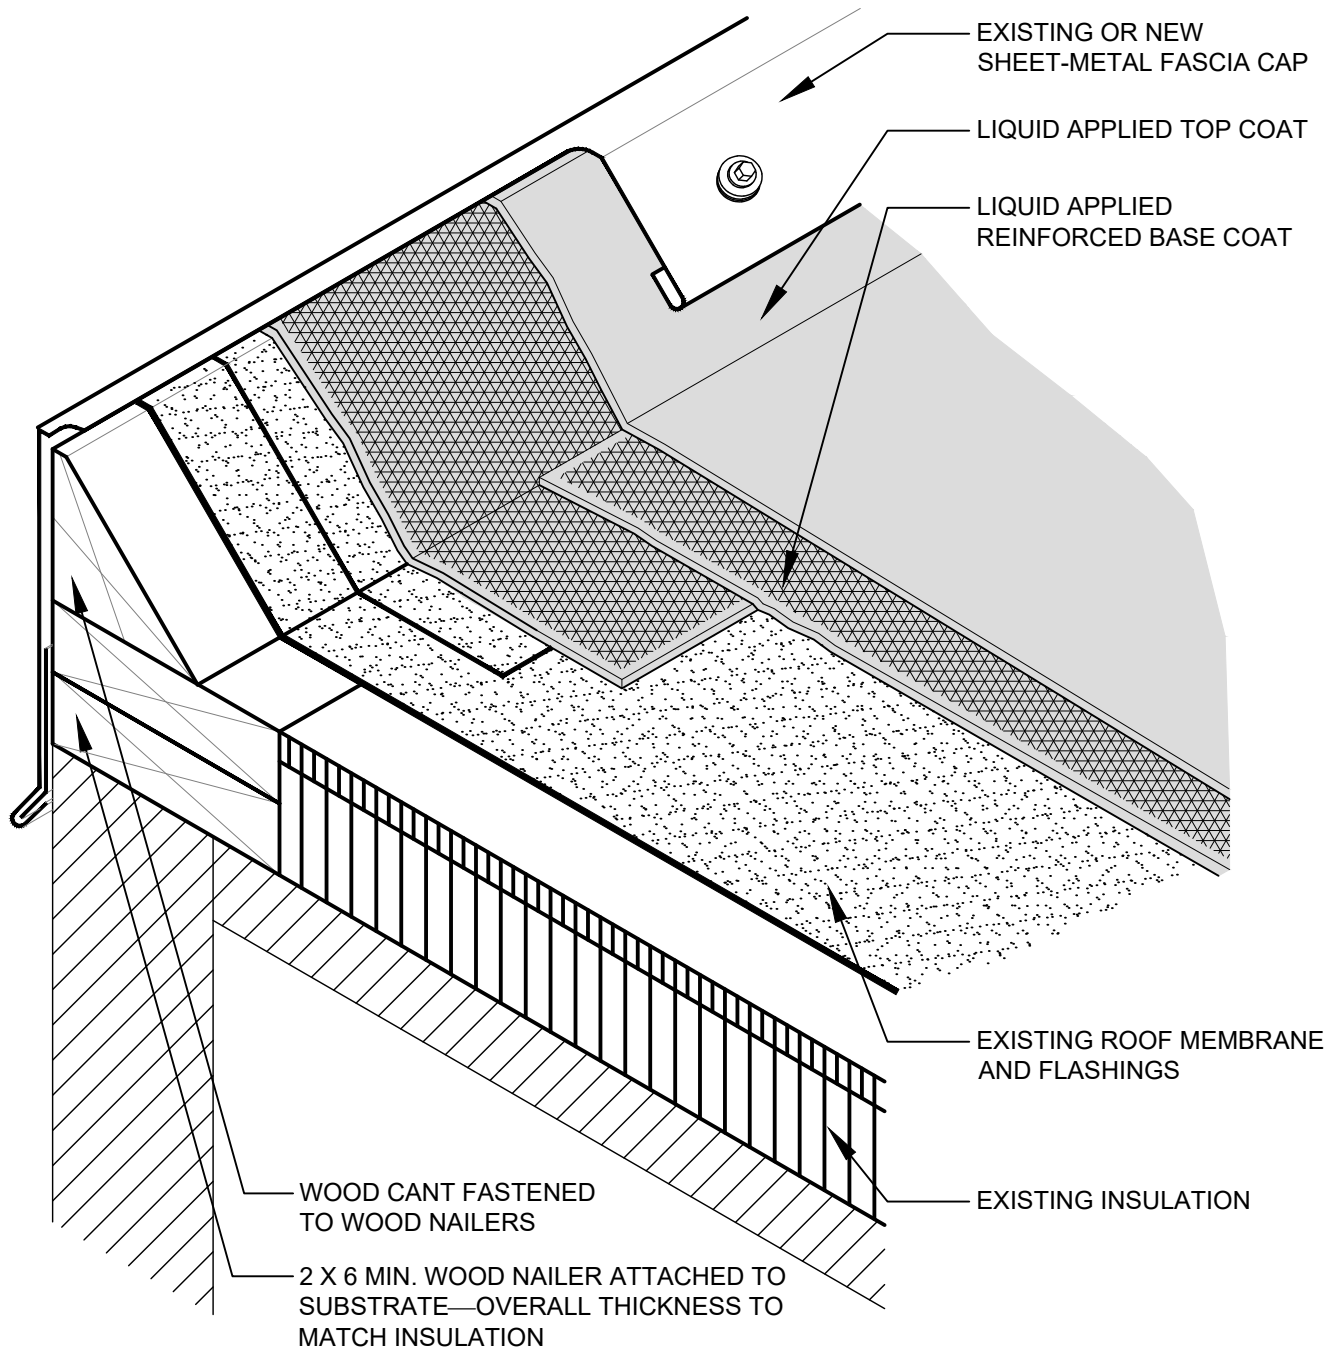 EXISTING OR NEW
SHEET-METAL FASCIA CAP
LIQUID APPLIED TOP COAT
LIQUID APPLIED
REINFORCED BASE COAT
EXISTING ROOF MEMBRANE
AND FLASHINGS
EXISTING INSULATION
WOOD CANT FASTENED
TO WOOD NAILERS
2 X 6 MIN. WOOD NAILER ATTACHED TO
SUBSTRATE—OVERALL THICKNESS TO
MATCH INSULATION